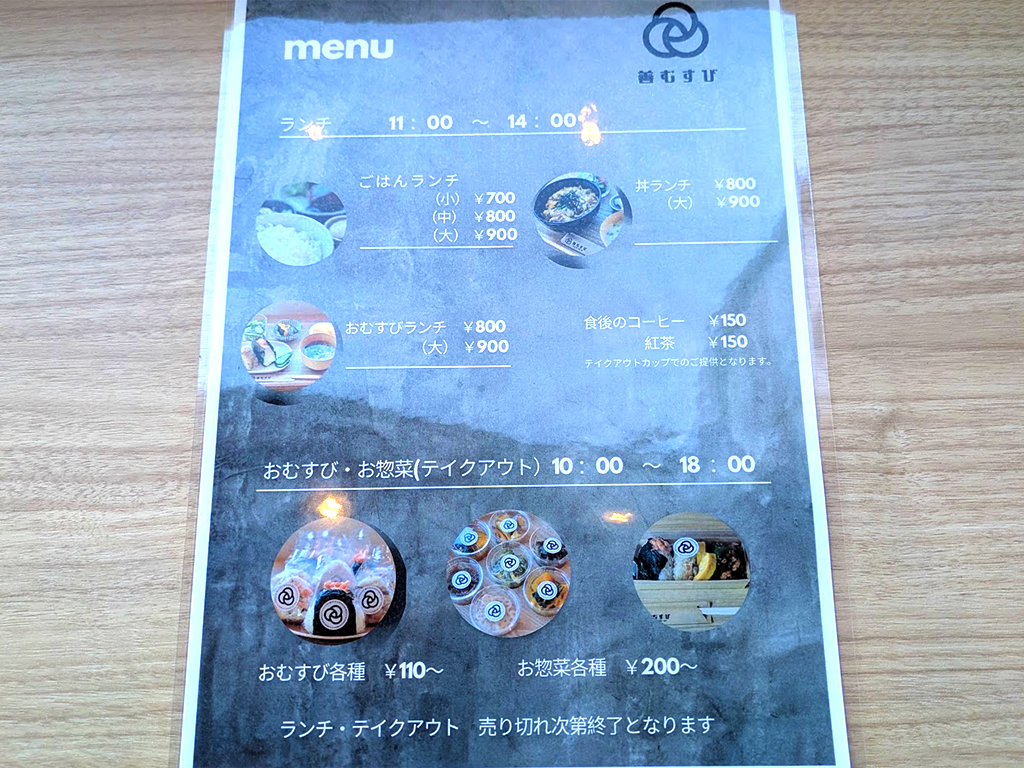 menu
善むすび
ランチ 11：00 ～ 14：00
ごはんランチ
(小) ￥700
(中) ￥800
(大) ￥900
丼ランチ ￥800
(大) ￥900
おむすびランチ ￥800
(大) ￥900
食後のコーヒー ￥150
紅茶 ￥150
テイクアウトカップでのご提供となります。
おむすび・お惣菜(テイクアウト) 10：00 ～ 18：00
おむすび各種 ￥110～
お惣菜各種 ￥200～
ランチ・テイクアウト 売り切れ次第終了となります